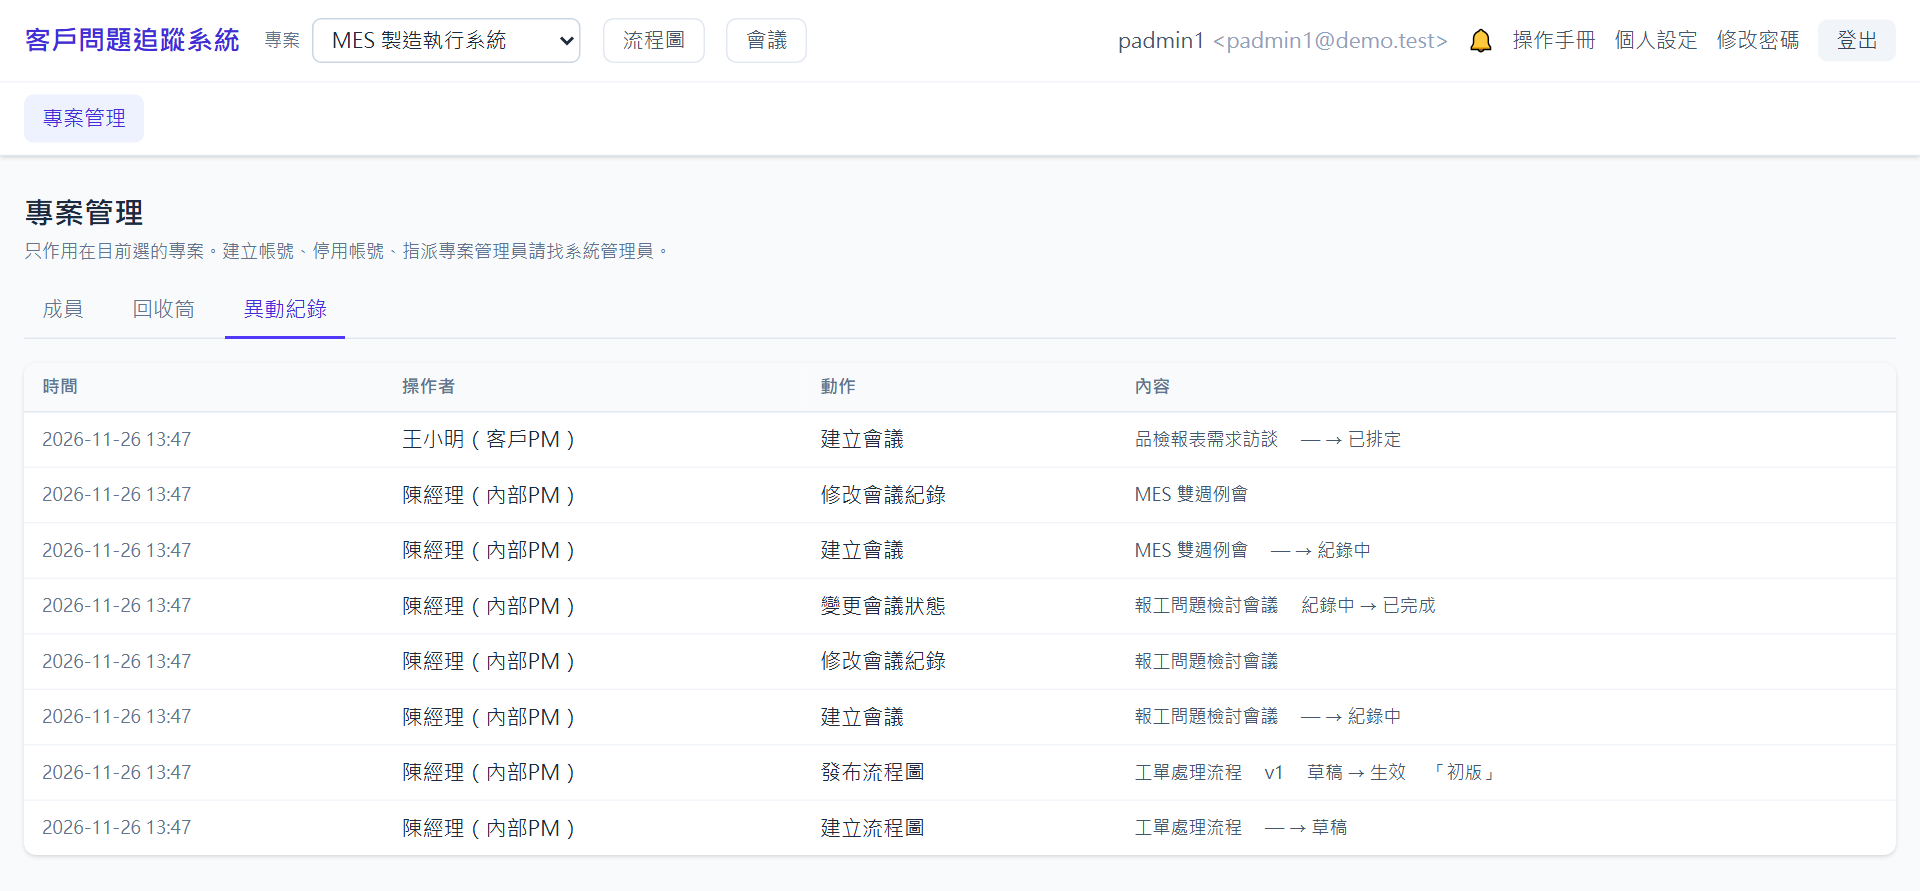 客戶問題追蹤系統 專案 MES 製造執行系統 流程圖 會議 padmin1 <padmin1@demo.test> 操作手冊 個人設定 修改密碼 登出
專案管理
專案管理
只作用在目前選的專案。建立帳號、停用帳號、指派專案管理員請找系統管理員。
成員 回收筒 異動紀錄
時間 操作者 動作 內容
2026-11-26 13:47 王小明（客戶PM） 建立會議 品檢報表需求訪談 — → 已排定
2026-11-26 13:47 陳經理（內部PM） 修改會議紀錄 MES 雙週例會
2026-11-26 13:47 陳經理（內部PM） 建立會議 MES 雙週例會 — → 紀錄中
2026-11-26 13:47 陳經理（內部PM） 變更會議狀態 報工問題檢討會議 紀錄中 → 已完成
2026-11-26 13:47 陳經理（內部PM） 修改會議紀錄 報工問題檢討會議
2026-11-26 13:47 陳經理（內部PM） 建立會議 報工問題檢討會議 — → 紀錄中
2026-11-26 13:47 陳經理（內部PM） 發布流程圖 工單處理流程 v1 草稿 → 生效 「初版」
2026-11-26 13:47 陳經理（內部PM） 建立流程圖 工單處理流程 — → 草稿